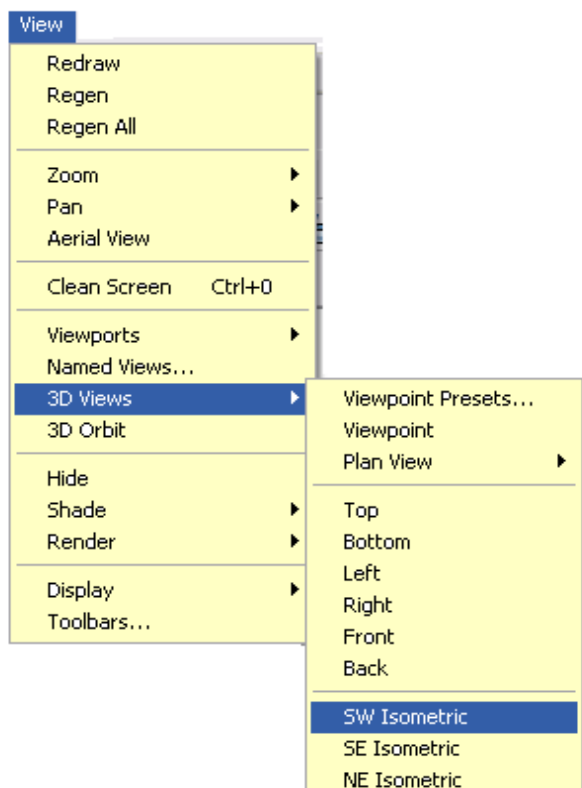 View
Redraw
Regen
Regen All
Zoom
Pan
Aerial View
Clean Screen Ctrl+0
Viewports
Named Views...
3D Views
3D Orbit
Hide
Shade
Render
Display
Toolbars...
Viewpoint Presets...
Viewpoint
Plan View
Top
Bottom
Left
Right
Front
Back
SW Isometric
SE Isometric
NE Isometric